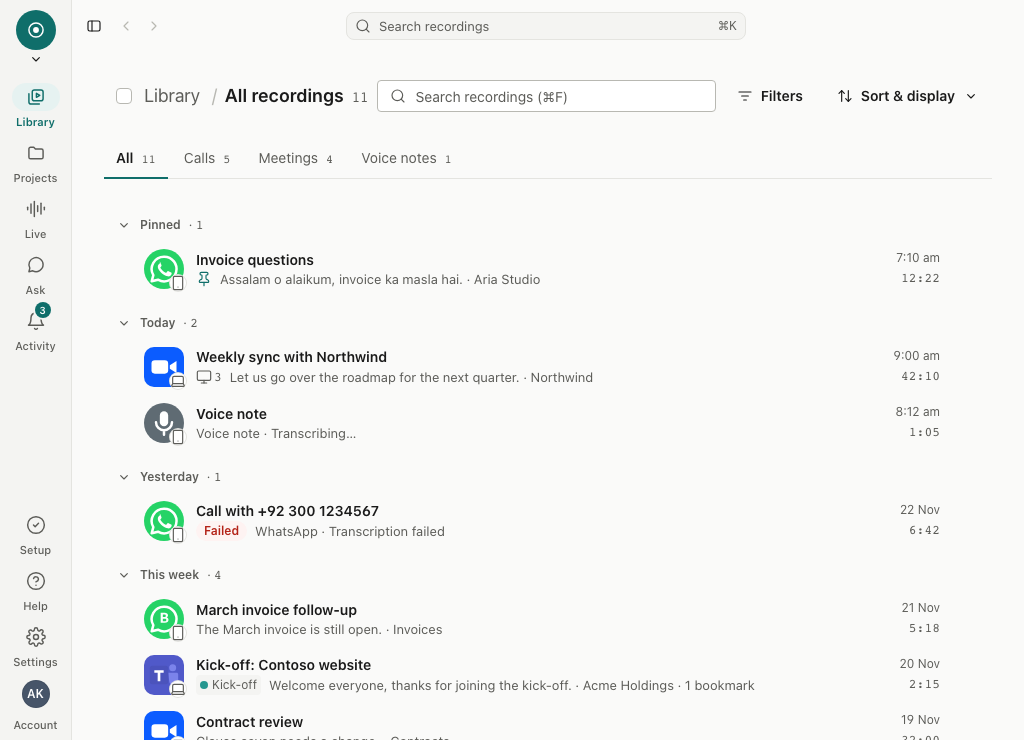 Search recordings ⌘K
Library / All recordings 11
Search recordings (⌘F)
Filters
Sort & display
Library
Projects
Live
Ask
3
Activity
Setup
Help
Settings
AK
Account
All 11 Calls 5 Meetings 4 Voice notes 1
Pinned · 1
Invoice questions 7:10 am
Assalam o alaikum, invoice ka masla hai. · Aria Studio 12:22
Today · 2
Weekly sync with Northwind 9:00 am
3 Let us go over the roadmap for the next quarter. · Northwind 42:10
Voice note 8:12 am
Voice note · Transcribing… 1:05
Yesterday · 1
Call with +92 300 1234567 22 Nov
Failed WhatsApp · Transcription failed 6:42
This week · 4
March invoice follow-up 21 Nov
The March invoice is still open. · Invoices 5:18
Kick-off: Contoso website 20 Nov
Kick-off Welcome everyone, thanks for joining the kick-off. · Acme Holdings · 1 bookmark 2:15
Contract review 19 Nov